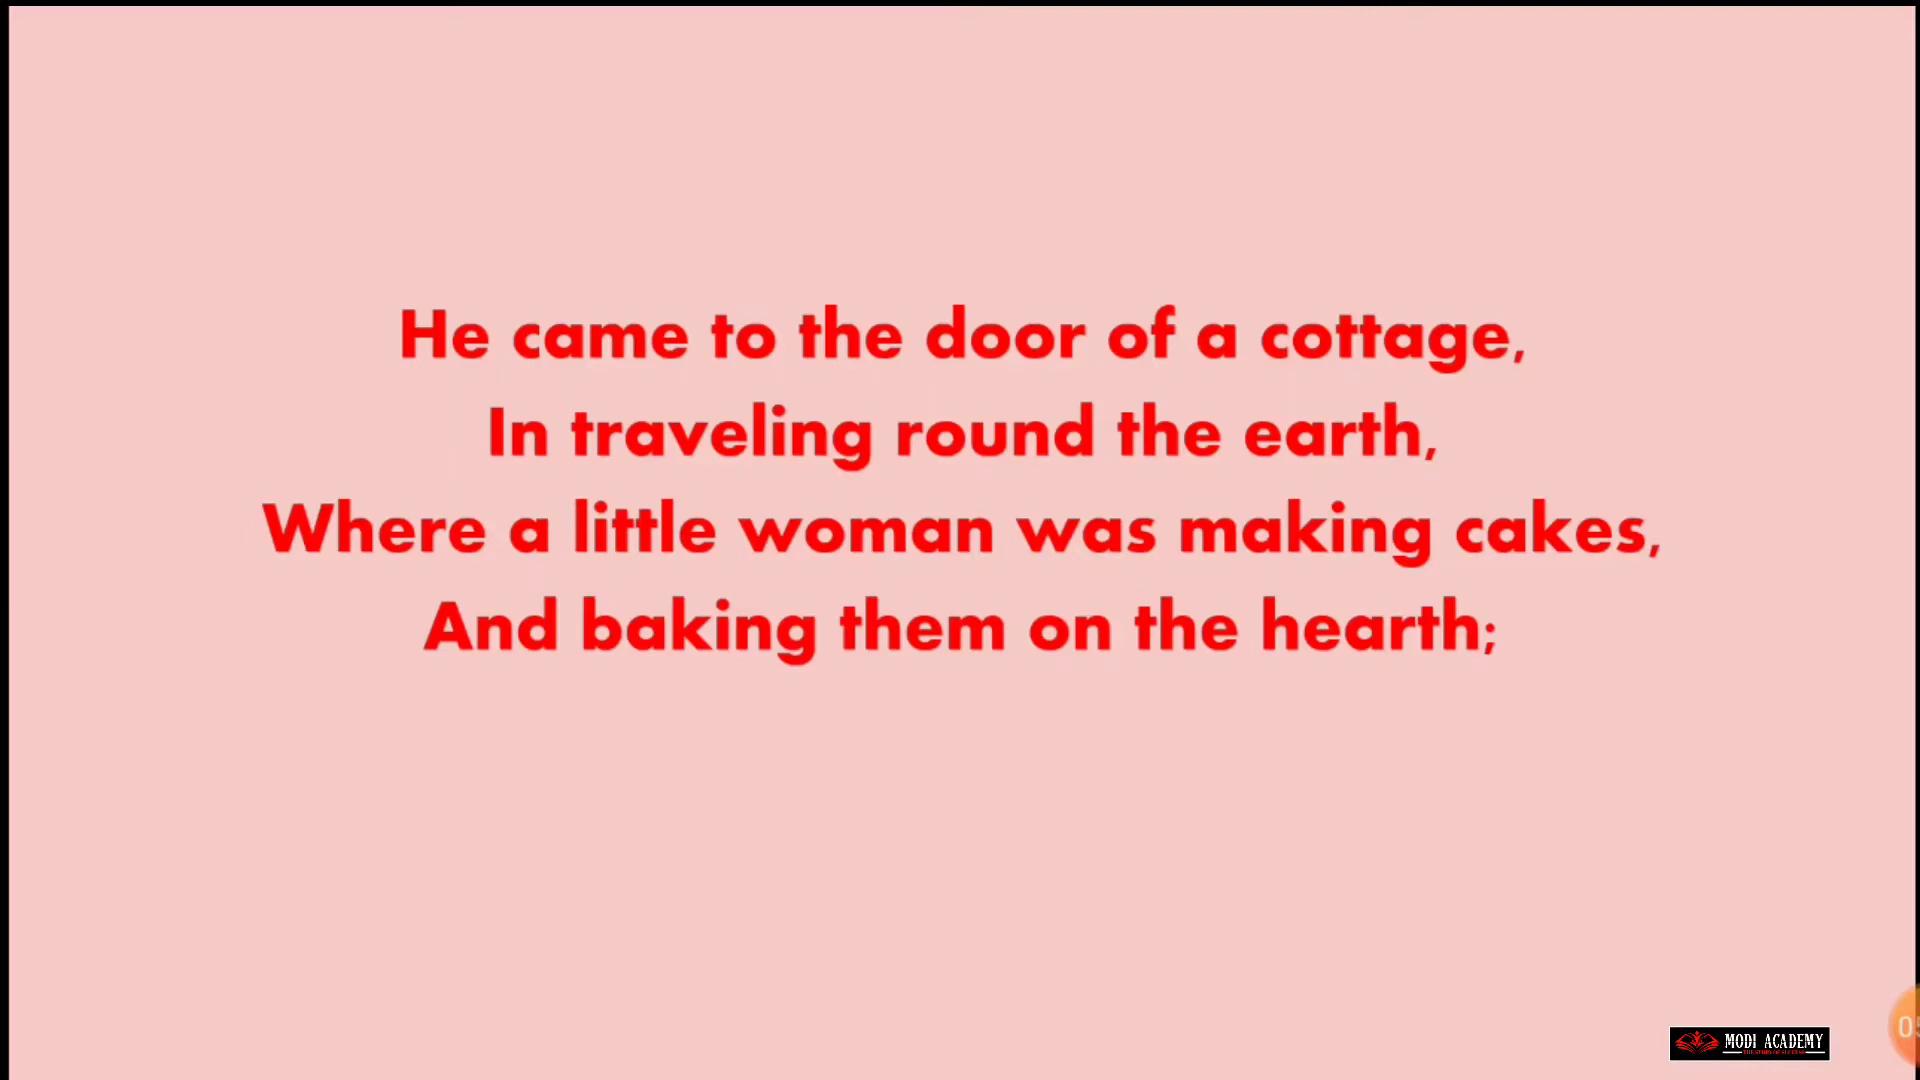 He came to the door of a cottage,
In traveling round the earth,
Where a little woman was making cakes,
And baking them on the hearth;
MODI ACADEMY